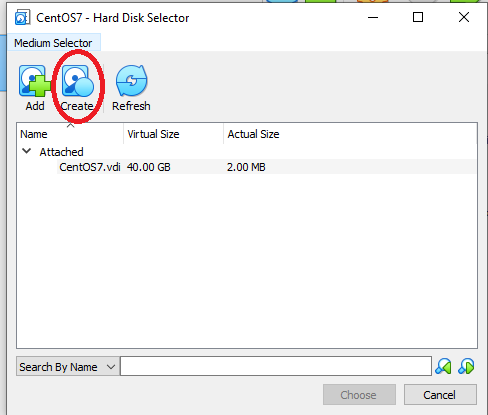 CentOS7 - Hard Disk Selector
Medium Selector
Add Create Refresh
Name Virtual Size Actual Size
Attached
CentOS7.vdi 40.00 GB 2.00 MB
Search By Name
Choose Cancel